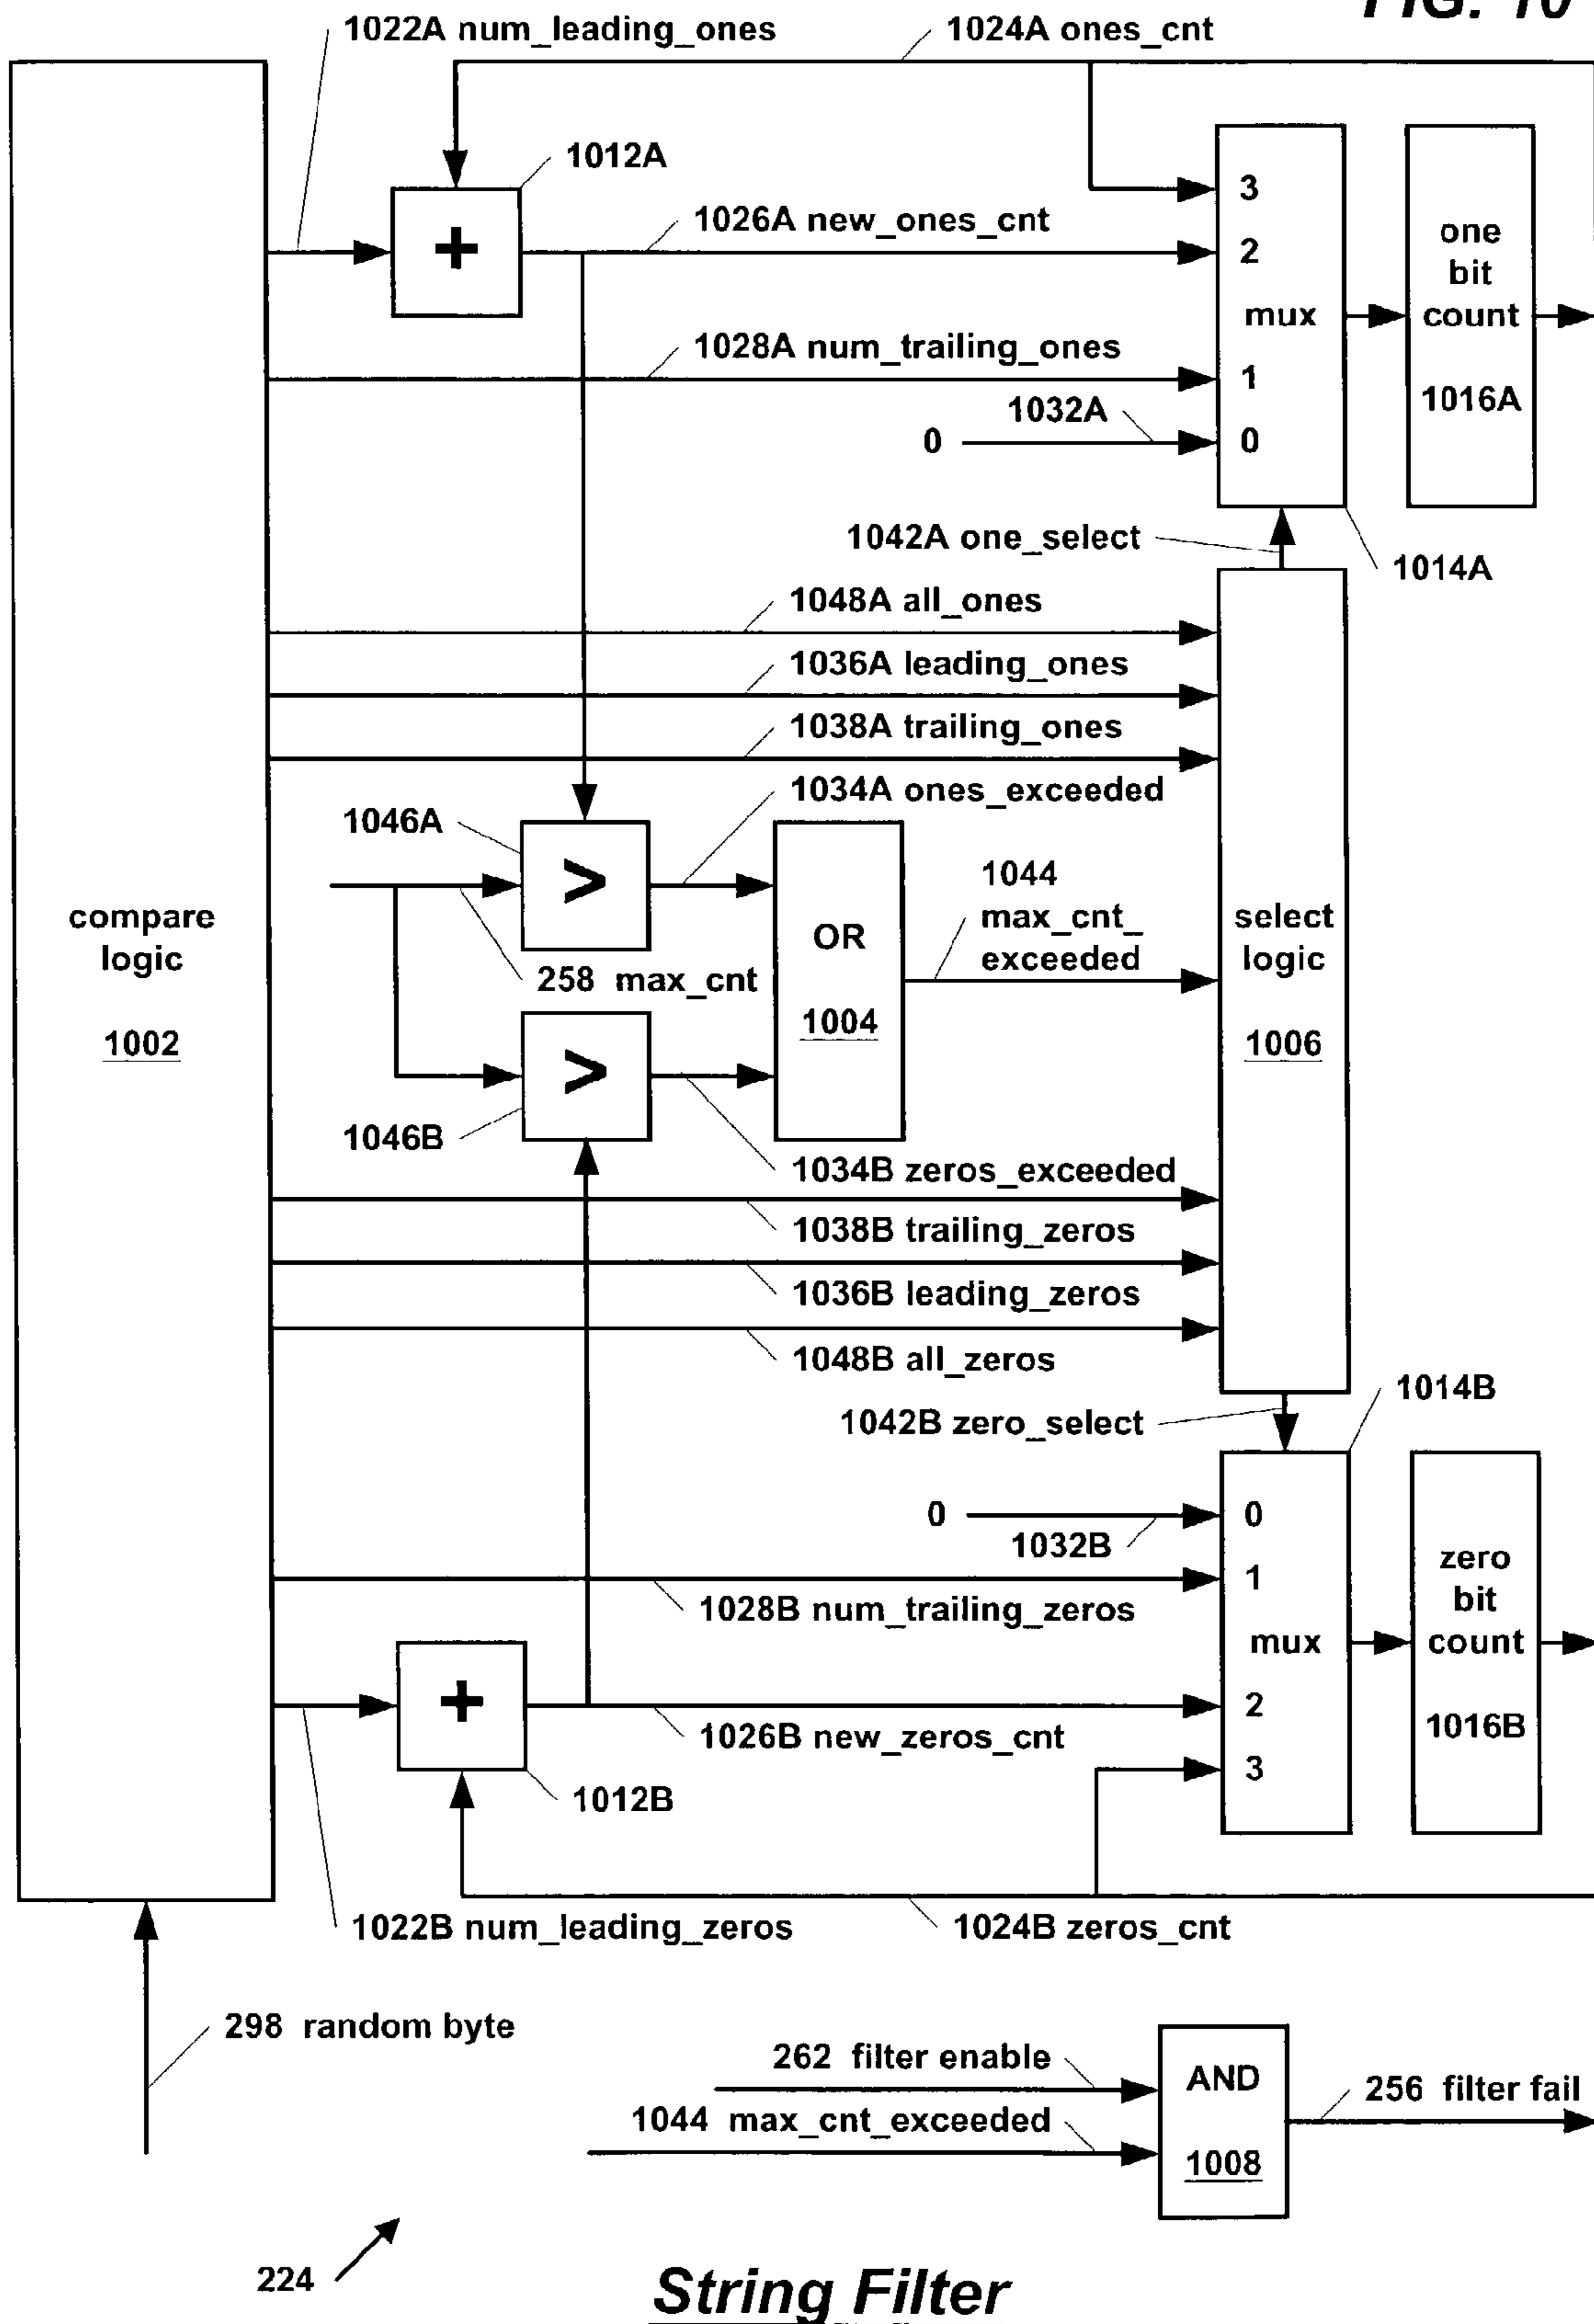 FIG. 10
1022A num_leading_ones
1024A ones_cnt
1012A
+
1026A new_ones_cnt
3
2
mux
1
0
one
bit
count
1016A
1028A num_trailing_ones
1032A
0
1042A one_select
1014A
1048A all_ones
1036A leading_ones
1038A trailing_ones
1034A ones_exceeded
1046A
>
258 max_cnt
compare
logic
1002
OR
1004
1044
max_cnt_
exceeded
select
logic
1006
>
1046B
1034B zeros_exceeded
1038B trailing_zeros
1036B leading_zeros
1048B all_zeros
1014B
1042B zero_select
0
1032B
0
1
mux
2
3
zero
bit
count
1016B
1028B num_trailing_zeros
+
1026B new_zeros_cnt
1012B
1022B num_leading_zeros
1024B zeros_cnt
298 random byte
262 filter enable
1044 max_cnt_exceeded
AND
1008
256 filter fail
224
String Filter